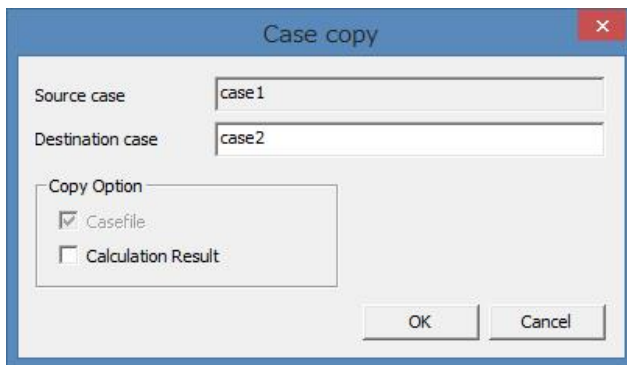 Case copy
Source case case1
Destination case case2
Copy Option
Casefile
Calculation Result
OK Cancel